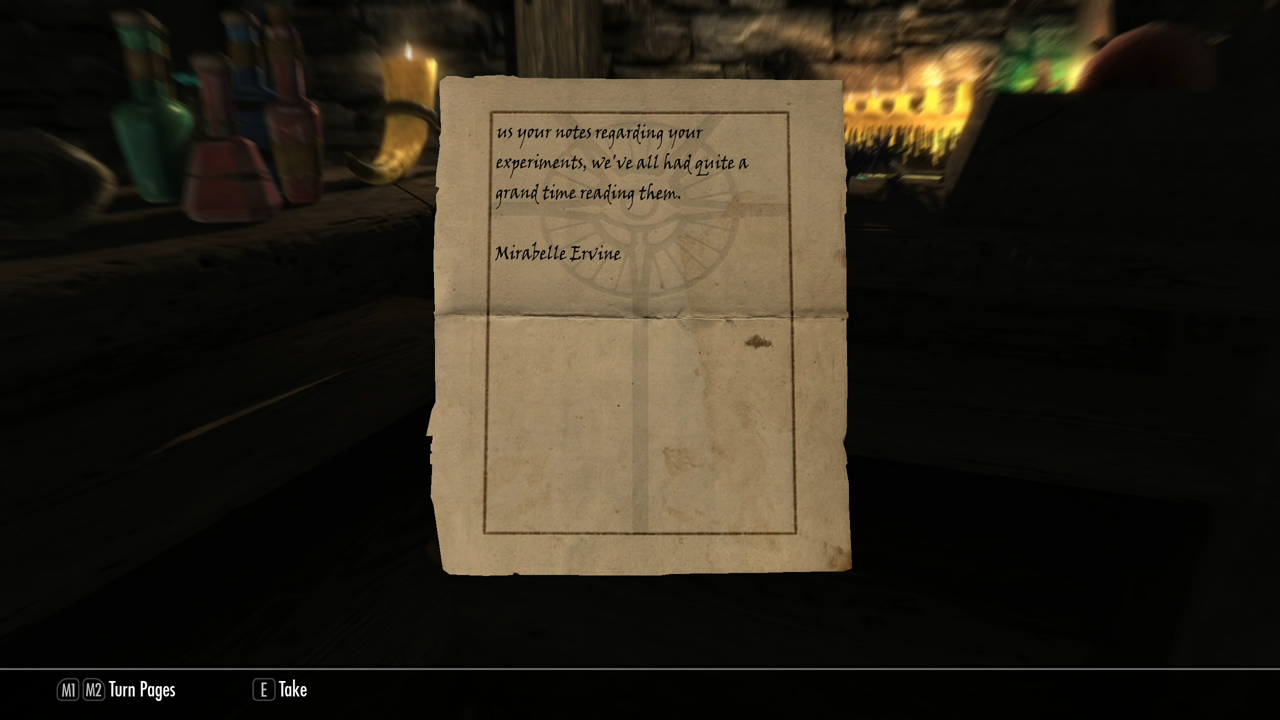 us your notes regarding your
experiments, we've all had quite a
grand time reading them.
Mirabelle Ervine
M1 M2 Turn Pages
E Take